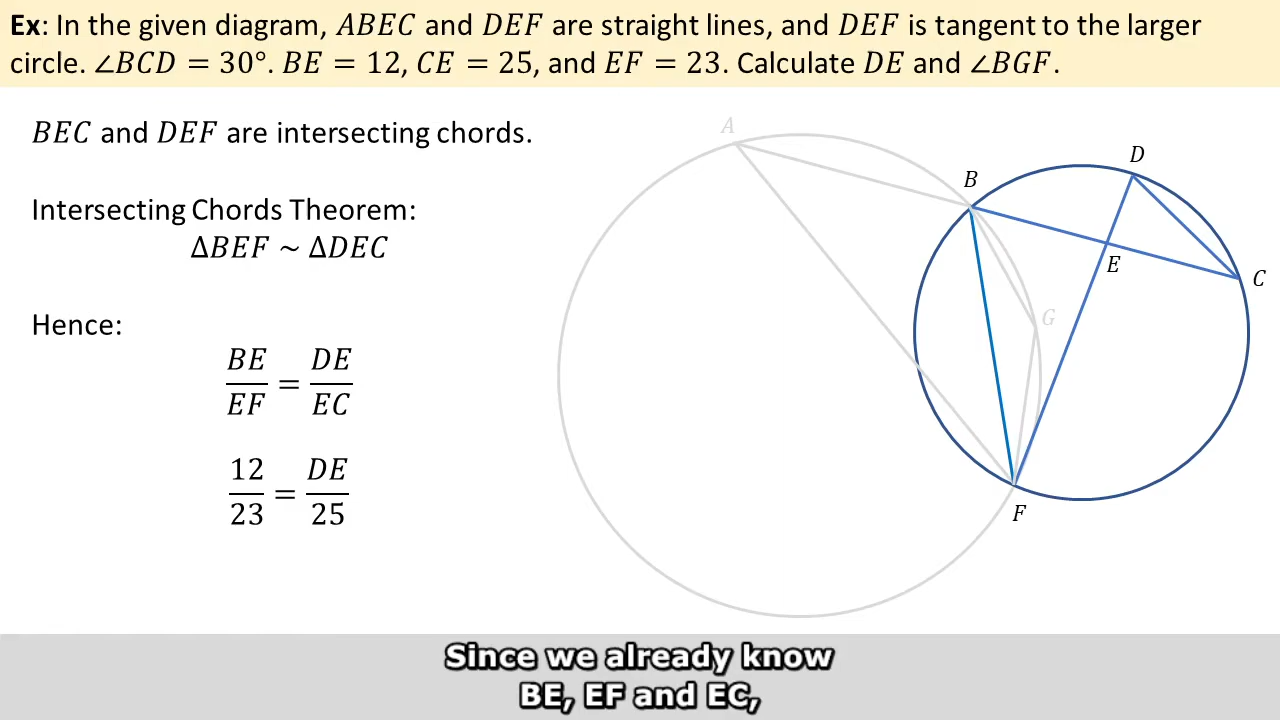 Ex: In the given diagram, ABEC and DEF are straight lines, and DEF is tangent to the larger
circle. ∠BCD = 30°. BE = 12, CE = 25, and EF = 23. Calculate DE and ∠BGF.
BEC and DEF are intersecting chords.
Intersecting Chords Theorem:
ΔBEF ~ ΔDEC
Hence:
BE/EF = DE/EC
12/23 = DE/25
A
B
D
E
C
G
F
Since we already know
BE, EF and EC,